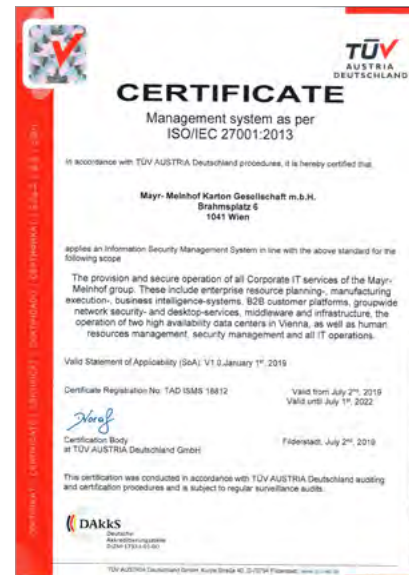 TÜV
AUSTRIA
DEUTSCHLAND
CERTIFICATE
Management system as per
ISO/IEC 27001:2013
In accordance with TÜV AUSTRIA Deutschland procedures, it is hereby certified that
Mayr- Melnhof Karton Gesellschaft m.b.H.
Brahmsplatz 6
1041 Wien
applies an Information Security Management System in line with the above standard for the
following scope
The provision and secure operation of all Corporate IT services of the Mayr-
Melnhof group. These include enterprise resource planning-, manufacturing
execution-, business intelligence-systems, B2B customer platforms, groupwide
network security- and desktop-services, middleware and infrastructure, the
operation of two high availability data centers in Vienna, as well as human
resources management, security management and all IT operations.
Valid Statement of Applicability (SoA): V1.0 January 1st, 2019
Certificate Registration No: TAD ISMS 18812
Valid from July 2nd, 2019
Valid until July 1st, 2022
Certification Body
at TÜV AUSTRIA Deutschland GmbH
Filderstadt, July 2nd, 2019
This certification was conducted in accordance with TÜV AUSTRIA Deutschland auditing
and certification procedures and is subject to regular surveillance audits.
DAkkS
Deutsche
Akkreditierungsstelle
TÜV AUSTRIA Deutschland GmbH